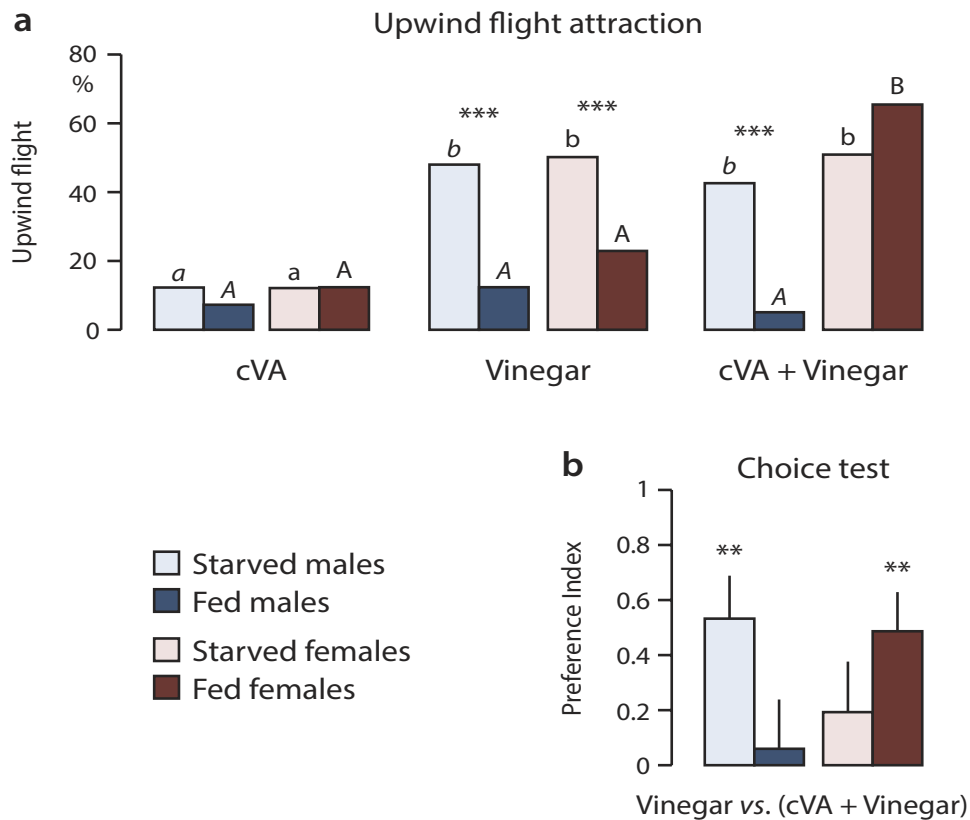 a
Upwind flight attraction
80
%
60
40
20
0
Upwind flight
a
A
a
A
***
b
A
***
b
A
***
b
A
b
B
cVA
Vinegar
cVA + Vinegar
b
Choice test
1
0.8
0.6
0.4
0.2
0
Preference Index
**
**
Vinegar vs. (cVA + Vinegar)
Starved males
Fed males
Starved females
Fed females